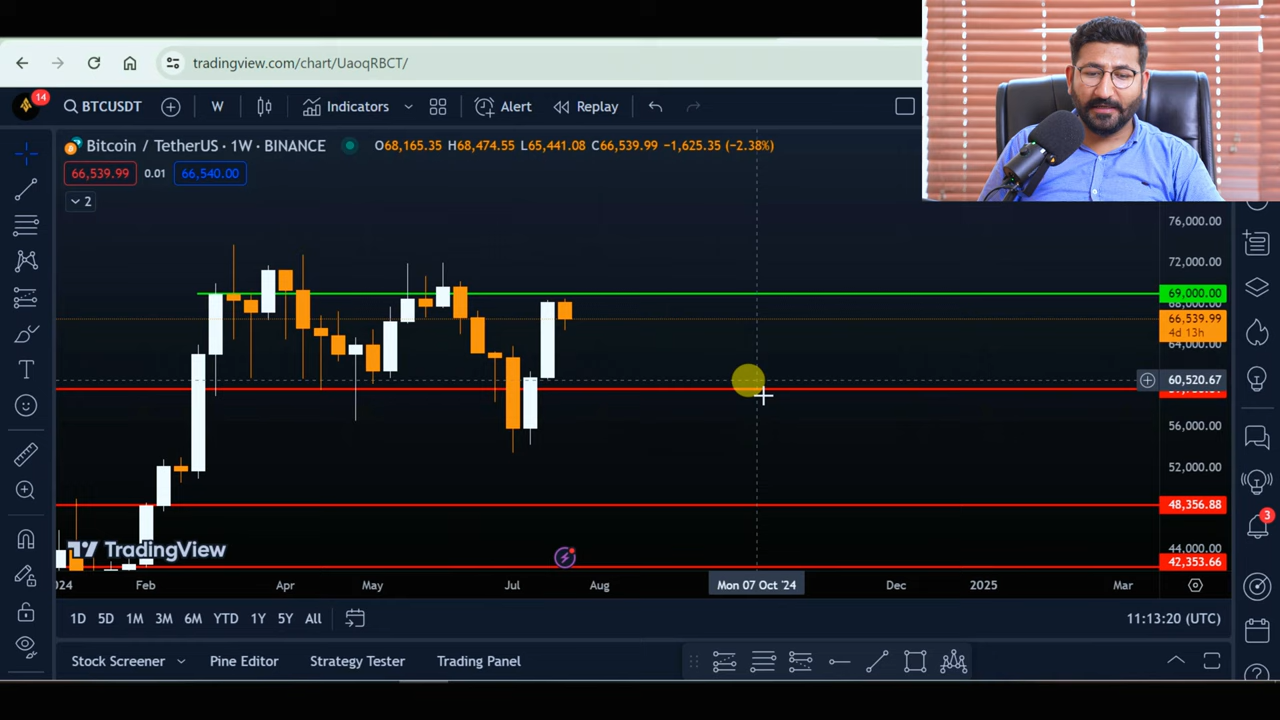 tradingview.com/chart/UaoqRBCT/
14
BTCUSDT
W
Indicators
Alert
Replay
Bitcoin / TetherUS · 1W · BINANCE
O68,165.35 H68,474.55 L65,441.08 C66,539.99 −1,625.35 (−2.38%)
66,539.99
0.01
66,540.00
2
76,000.00
72,000.00
69,000.00
66,539.99
4d 13h
64,000.00
60,520.67
56,000.00
52,000.00
48,356.88
44,000.00
42,353.66
TradingView
3
2024 Feb Apr May Jul Aug Mon 07 Oct '24 Dec 2025 Mar
1D 5D 1M 3M 6M YTD 1Y 5Y All
11:13:20 (UTC)
Stock Screener Pine Editor Strategy Tester Trading Panel